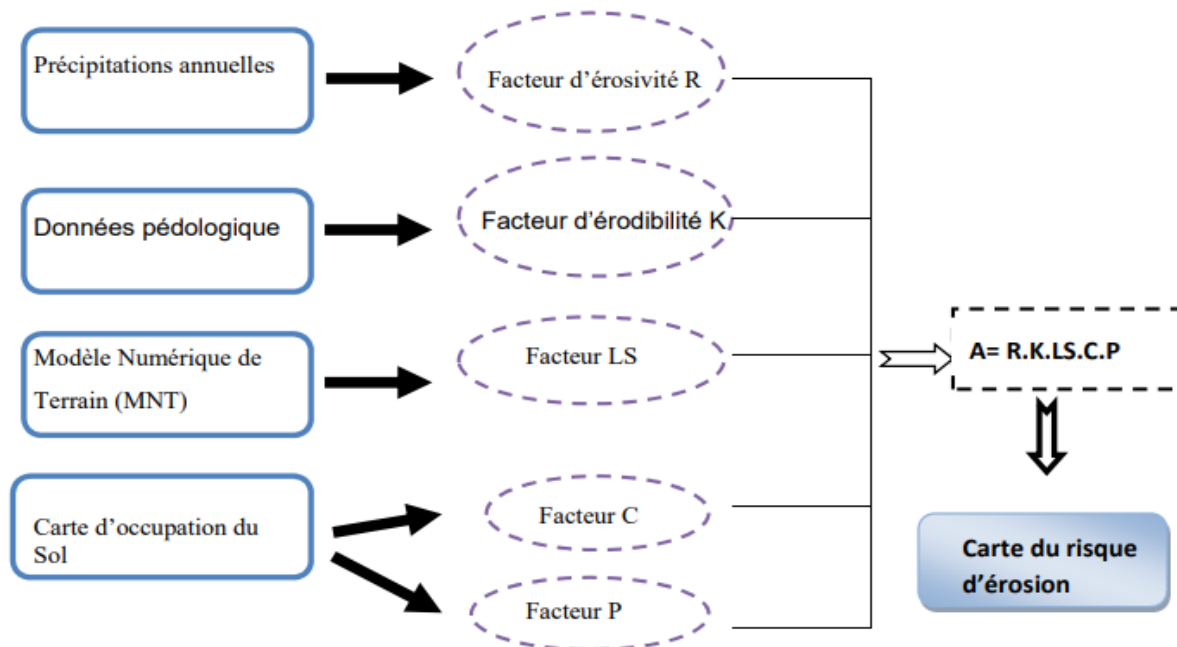 Précipitations annuelles
Facteur d'érosivité R
Données pédologique
Facteur d'érodibilité K
Modèle Numérique de
Terrain (MNT)
Facteur LS
A= R.K.LS.C.P
Carte d'occupation du
Sol
Facteur C
Facteur P
Carte du risque
d'érosion